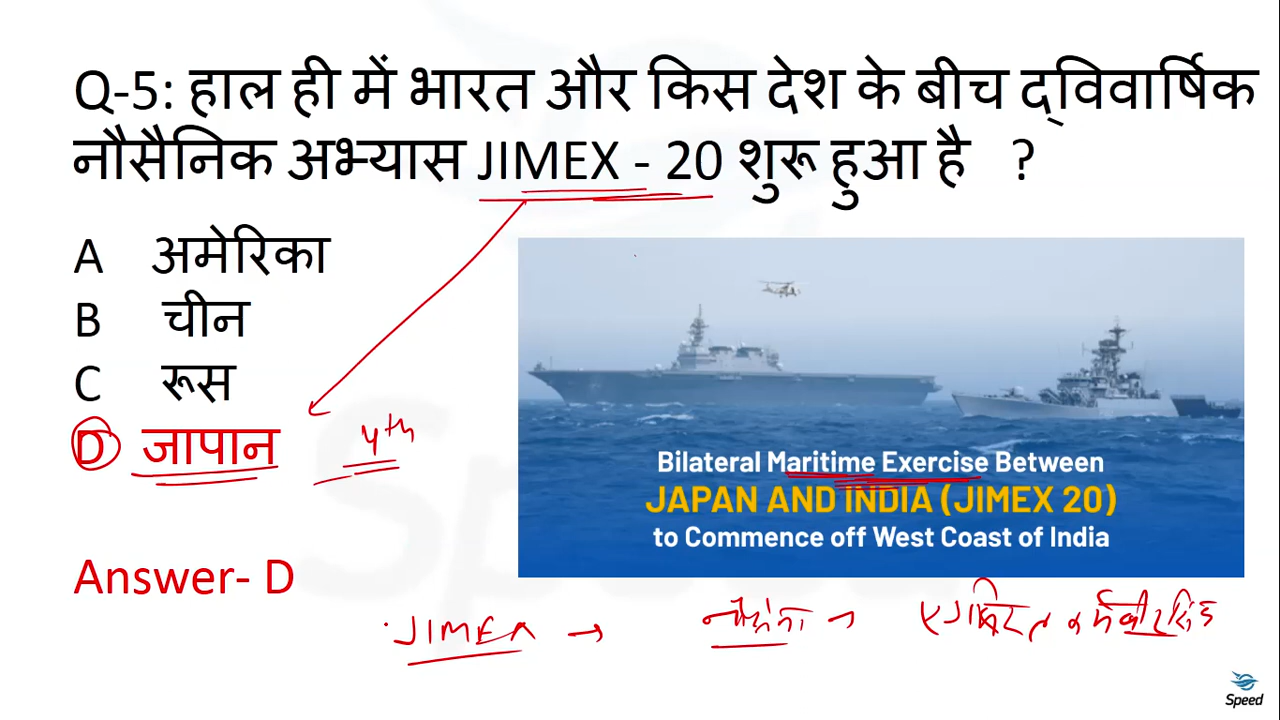 Q-5: हाल ही में भारत और किस देश के बीच द्विवार्षिक
नौसैनिक अभ्यास JIMEX - 20 शुरू हुआ है ?
A अमेरिका
B चीन
C रूस
D जापान
4th
Bilateral Maritime Exercise Between
JAPAN AND INDIA (JIMEX 20)
to Commence off West Coast of India
Answer- D
JIMEX →
Speed